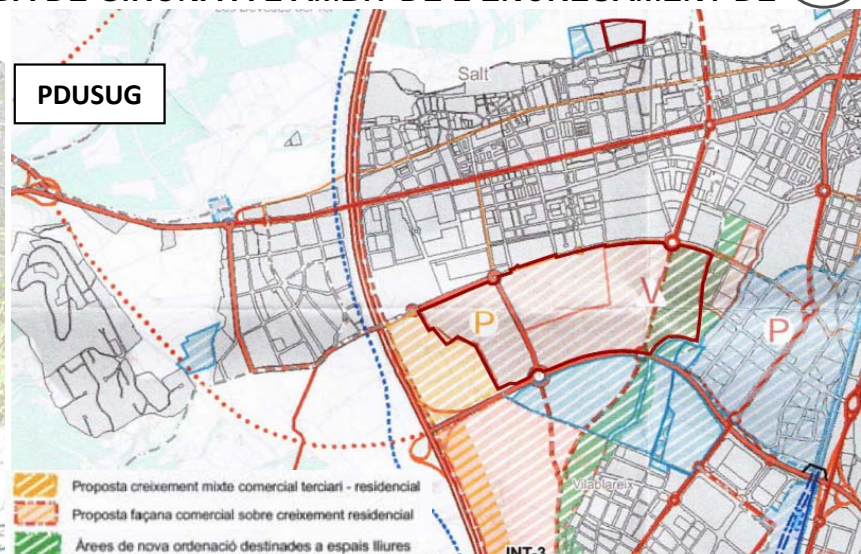 PDUSUG
Salt
P
V
P
Vilablareix
INT-3
Proposta creixement mixte comercial terciari - residencial
Proposta façana comercial sobre creixement residencial
Àrees de nova ordenació destinades a espais lliures